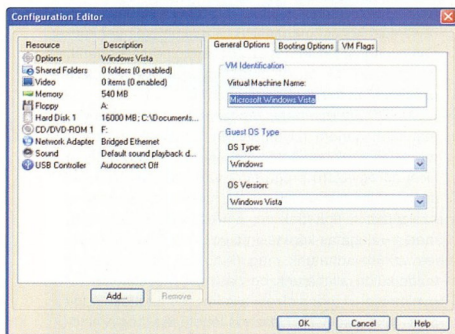 Configuration Editor
Resource Description
Options Windows Vista
Shared Folders 0 folders (0 enabled)
Video 0 items (0 enabled)
Memory 540 MB
Floppy A:
Hard Disk 1 16000 MB; C:\Documents...
CD/DVD-ROM 1 F:
Network Adapter Bridged Ethernet
Sound Default sound playback d...
USB Controller Autoconnect Off
Add... Remove
General Options Booting Options VM Flags
VM Identification
Virtual Machine Name:
Microsoft Windows Vista
Guest OS Type
OS Type:
Windows
OS Version:
Windows Vista
OK Cancel Help